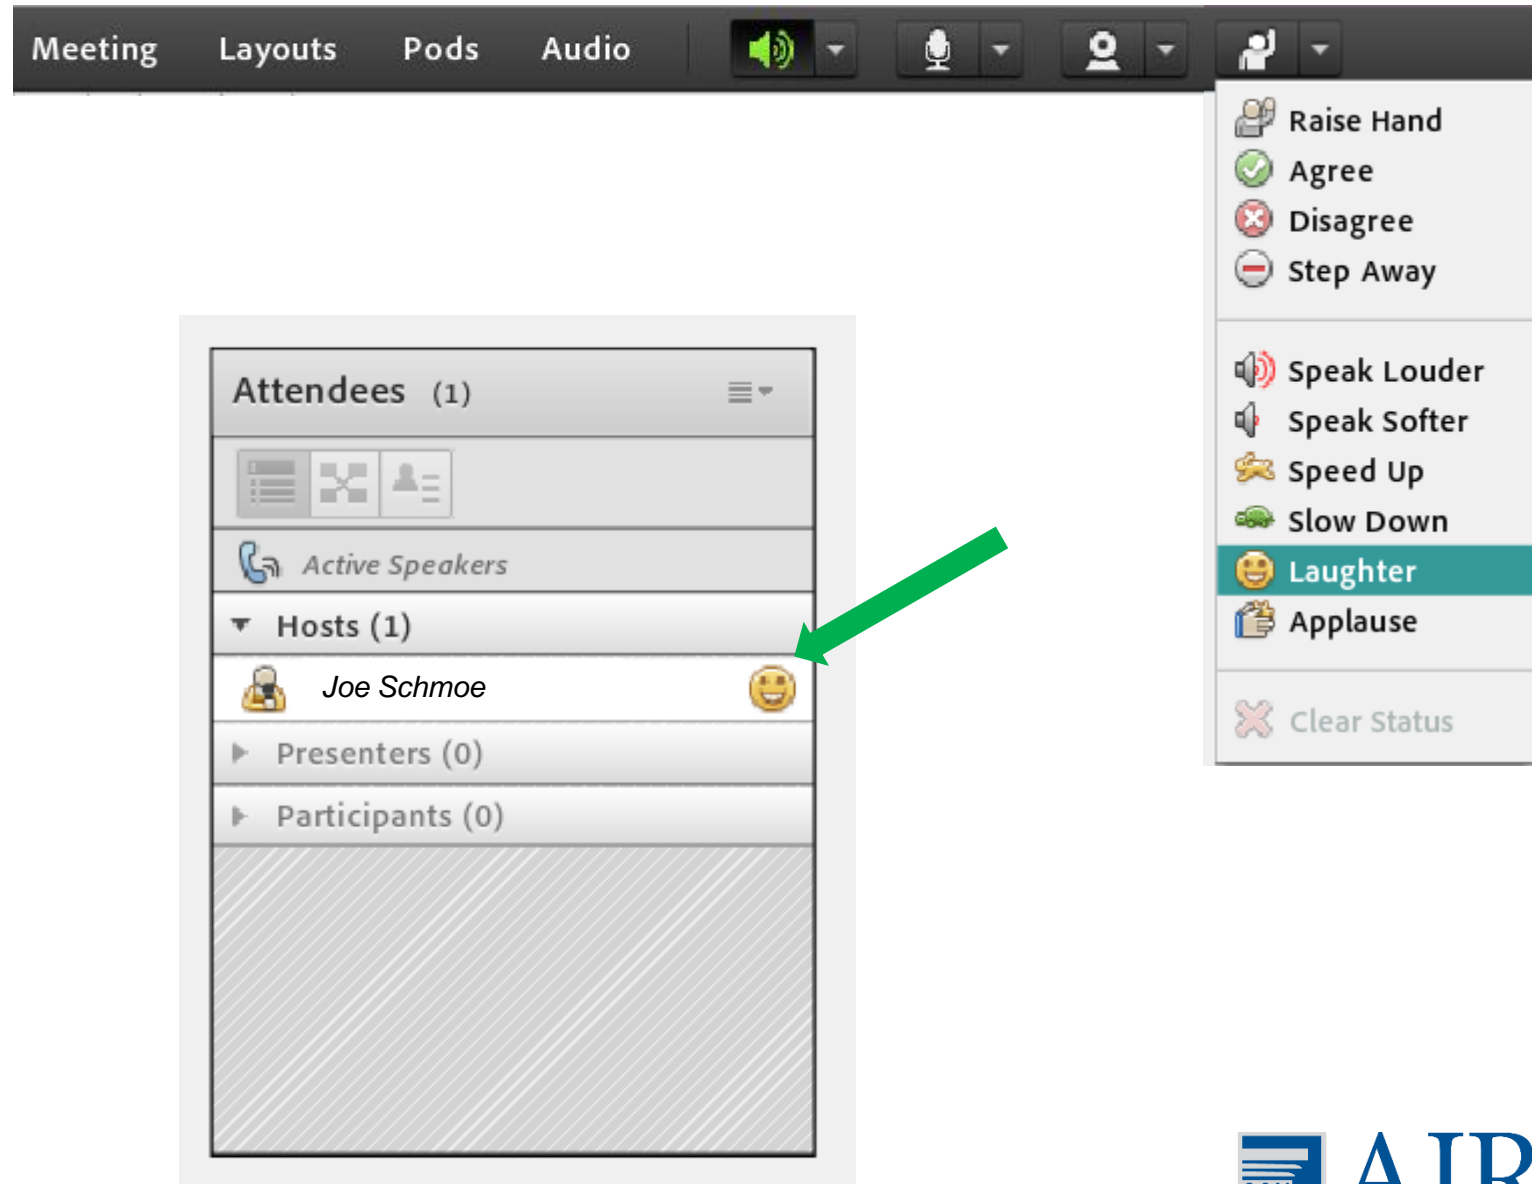 Meeting Layouts Pods Audio
Raise Hand
Agree
Disagree
Step Away
Speak Louder
Speak Softer
Speed Up
Slow Down
Laughter
Applause
Clear Status
Attendees (1)
Active Speakers
Hosts (1)
Joe Schmoe
Presenters (0)
Participants (0)
AIR